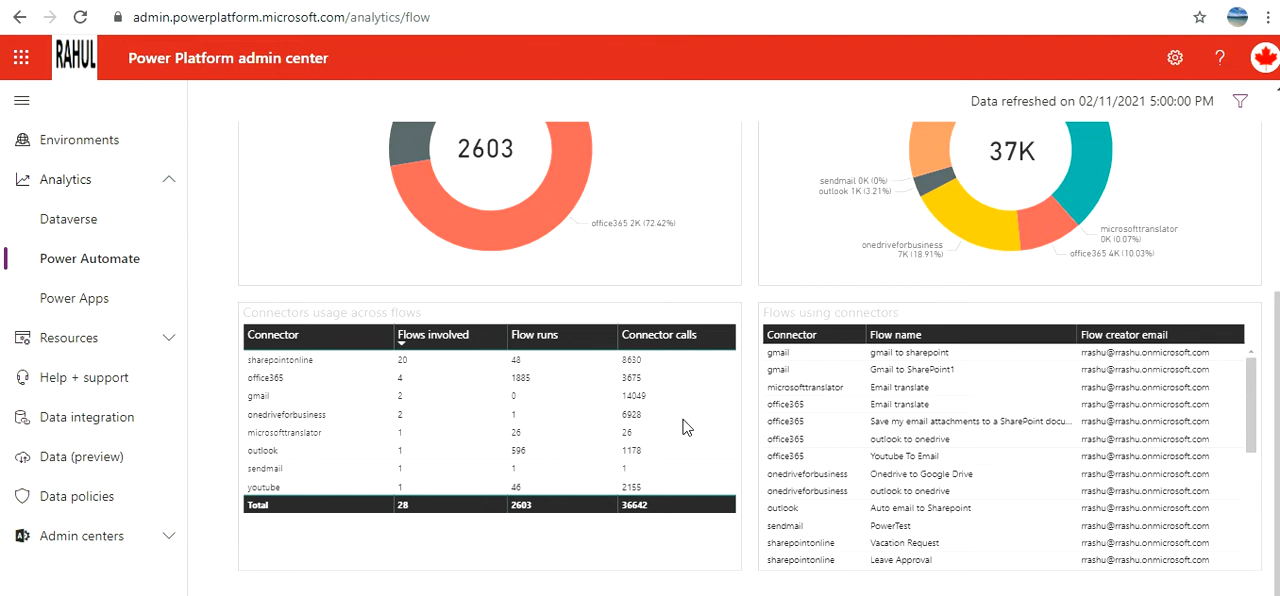 admin.powerplatform.microsoft.com/analytics/flow
RAHUL
Power Platform admin center
?
Data refreshed on 02/11/2021 5:00:00 PM
Environments
Analytics
Dataverse
Power Automate
Power Apps
Resources
Help + support
Data integration
Data (preview)
Data policies
Admin centers
2603
office365 2K (72.42%)
37K
sendmail 0K (0%)
outlook 1K (3.21%)
onedriveforbusiness
7K (18.91%)
microsofttranslator
0K (0.07%)
office365 4K (10.03%)
Connectors usage across flows
Connector Flows involved Flow runs Connector calls
sharepointonline 20 48 8630
office365 4 1885 3675
gmail 2 0 14049
onedriveforbusiness 2 1 6928
microsofttranslator 1 26 26
outlook 1 596 1178
sendmail 1 1 1
youtube 1 46 2155
Total 28 2603 36642
Flows using connectors
Connector Flow name Flow creator email
gmail gmail to sharepoint rrashu@rrashu.onmicrosoft.com
gmail Gmail to SharePoint1 rrashu@rrashu.onmicrosoft.com
microsofttranslator Email translate rrashu@rrashu.onmicrosoft.com
office365 Email translate rrashu@rrashu.onmicrosoft.com
office365 Save my email attachments to a SharePoint docu... rrashu@rrashu.onmicrosoft.com
office365 outlook to onedrive rrashu@rrashu.onmicrosoft.com
office365 Youtube To Email rrashu@rrashu.onmicrosoft.com
onedriveforbusiness Onedrive to Google Drive rrashu@rrashu.onmicrosoft.com
onedriveforbusiness outlook to onedrive rrashu@rrashu.onmicrosoft.com
outlook Auto email to Sharepoint rrashu@rrashu.onmicrosoft.com
sendmail PowerTest rrashu@rrashu.onmicrosoft.com
sharepointonline Vacation Request rrashu@rrashu.onmicrosoft.com
sharepointonline Leave Approval rrashu@rrashu.onmicrosoft.com